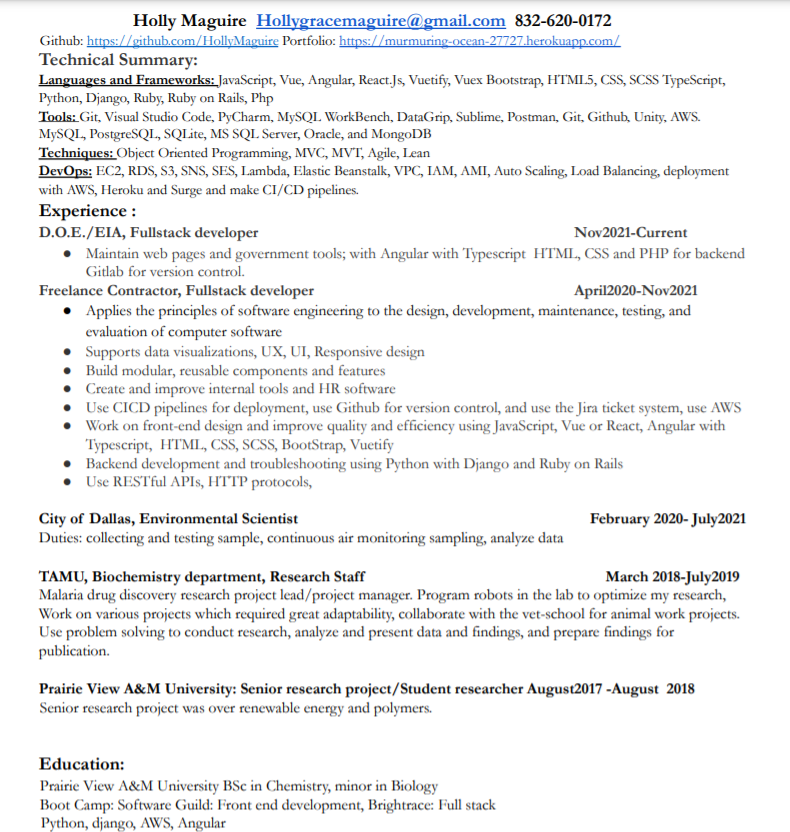 Holly Maguire Hollygracemaguire@gmail.com 832-620-0172
Github: https://github.com/HollyMaguire Portfolio: https://murmuring-ocean-27727.herokuapp.com/
Technical Summary:
Languages and Frameworks: JavaScript, Vue, Angular, React.Js, Vuetify, Vuex Bootstrap, HTML5, CSS, SCSS TypeScript,
Python, Django, Ruby, Ruby on Rails, Php
Tools: Git, Visual Studio Code, PyCharm, MySQL WorkBench, DataGrip, Sublime, Postman, Git, Github, Unity, AWS.
MySQL, PostgreSQL, SQLite, MS SQL Server, Oracle, and MongoDB
Techniques: Object Oriented Programming, MVC, MVT, Agile, Lean
DevOps: EC2, RDS, S3, SNS, SES, Lambda, Elastic Beanstalk, VPC, IAM, AMI, Auto Scaling, Load Balancing, deployment
with AWS, Heroku and Surge and make CI/CD pipelines.
Experience :
D.O.E./EIA, Fullstack developer Nov2021-Current
● Maintain web pages and government tools; with Angular with Typescript HTML, CSS and PHP for backend
Gitlab for version control.
Freelance Contractor, Fullstack developer April2020-Nov2021
● Applies the principles of software engineering to the design, development, maintenance, testing, and
evaluation of computer software
● Supports data visualizations, UX, UI, Responsive design
● Build modular, reusable components and features
● Create and improve internal tools and HR software
● Use CICD pipelines for deployment, use Github for version control, and use the Jira ticket system, use AWS
● Work on front-end design and improve quality and efficiency using JavaScript, Vue or React, Angular with
Typescript, HTML, CSS, SCSS, BootStrap, Vuetify
● Backend development and troubleshooting using Python with Django and Ruby on Rails
● Use RESTful APIs, HTTP protocols,
City of Dallas, Environmental Scientist February 2020- July2021
Duties: collecting and testing sample, continuous air monitoring sampling, analyze data
TAMU, Biochemistry department, Research Staff March 2018-July2019
Malaria drug discovery research project lead/project manager. Program robots in the lab to optimize my research,
Work on various projects which required great adaptability, collaborate with the vet-school for animal work projects.
Use problem solving to conduct research, analyze and present data and findings, and prepare findings for
publication.
Prairie View A&M University: Senior research project/Student researcher August2017 -August 2018
Senior research project was over renewable energy and polymers.
Education:
Prairie View A&M University BSc in Chemistry, minor in Biology
Boot Camp: Software Guild: Front end development, Brightrace: Full stack
Python, django, AWS, Angular